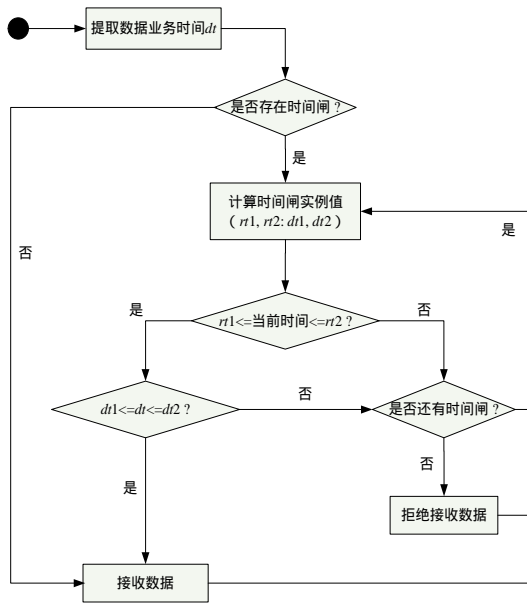 提取数据业务时间dt
是否存在时间闸？
是
计算时间闸实例值
（rt1, rt2: dt1, dt2）
是
否
是
否
rt1<=当前时间<=rt2？
dt1<=dt<=dt2？
否
是否还有时间闸？
否
是
拒绝接收数据
接收数据